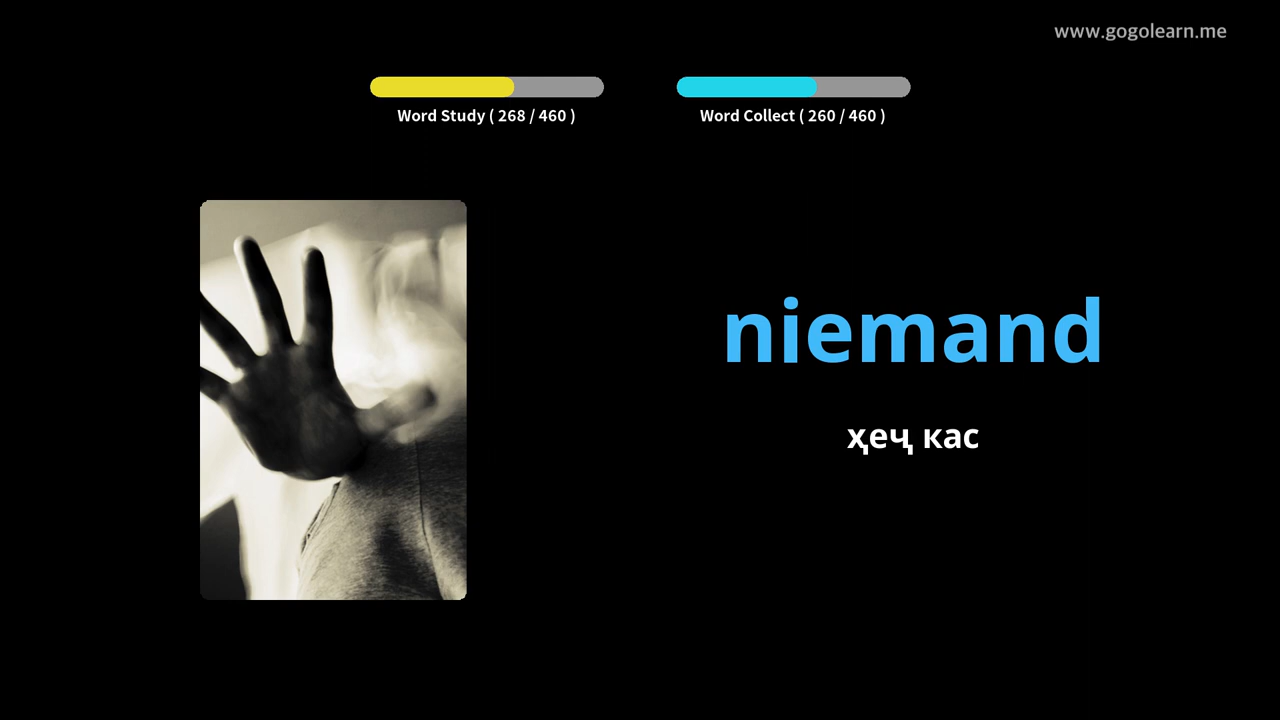 www.gogolearn.me
Word Study ( 268 / 460 )
Word Collect ( 260 / 460 )
niemand
ҳеҷ кас